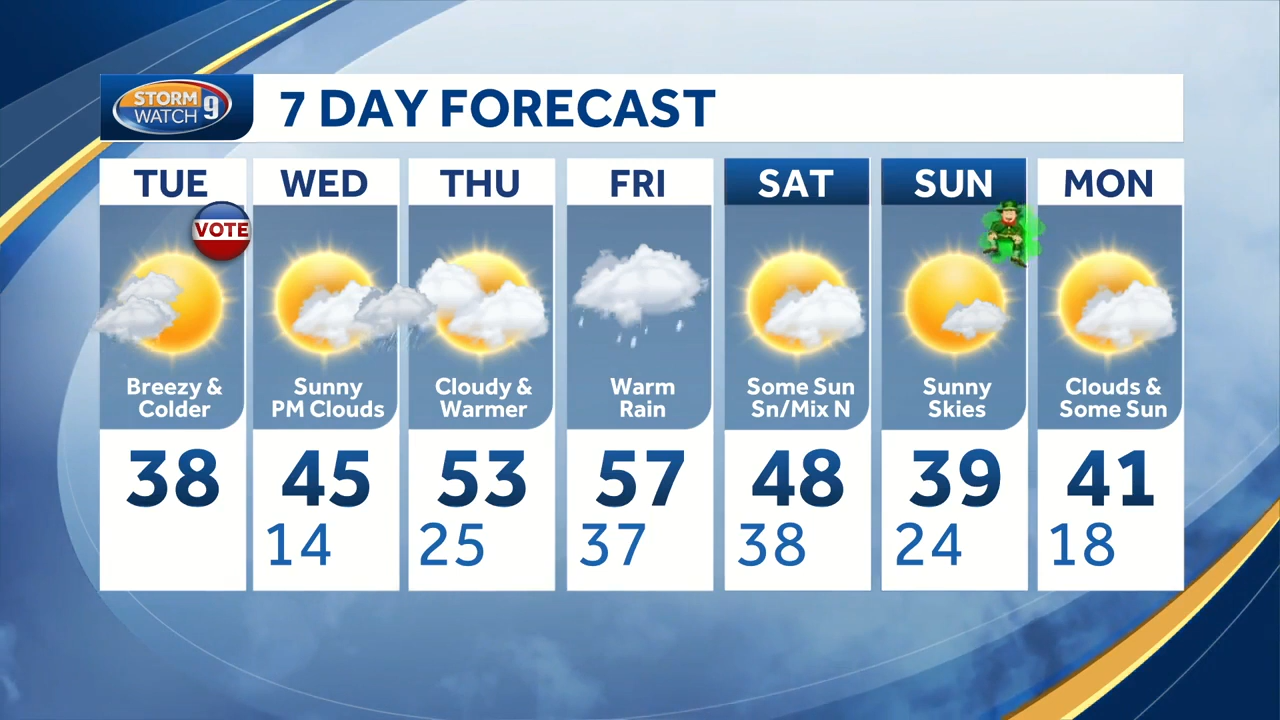 STORM
WATCH 9
7 DAY FORECAST
TUE
VOTE
Breezy &
Colder
38
WED
Sunny
PM Clouds
45
14
THU
Cloudy &
Warmer
53
25
FRI
Warm
Rain
57
37
SAT
Some Sun
Sn/Mix N
48
38
SUN
Sunny
Skies
39
24
MON
Clouds &
Some Sun
41
18